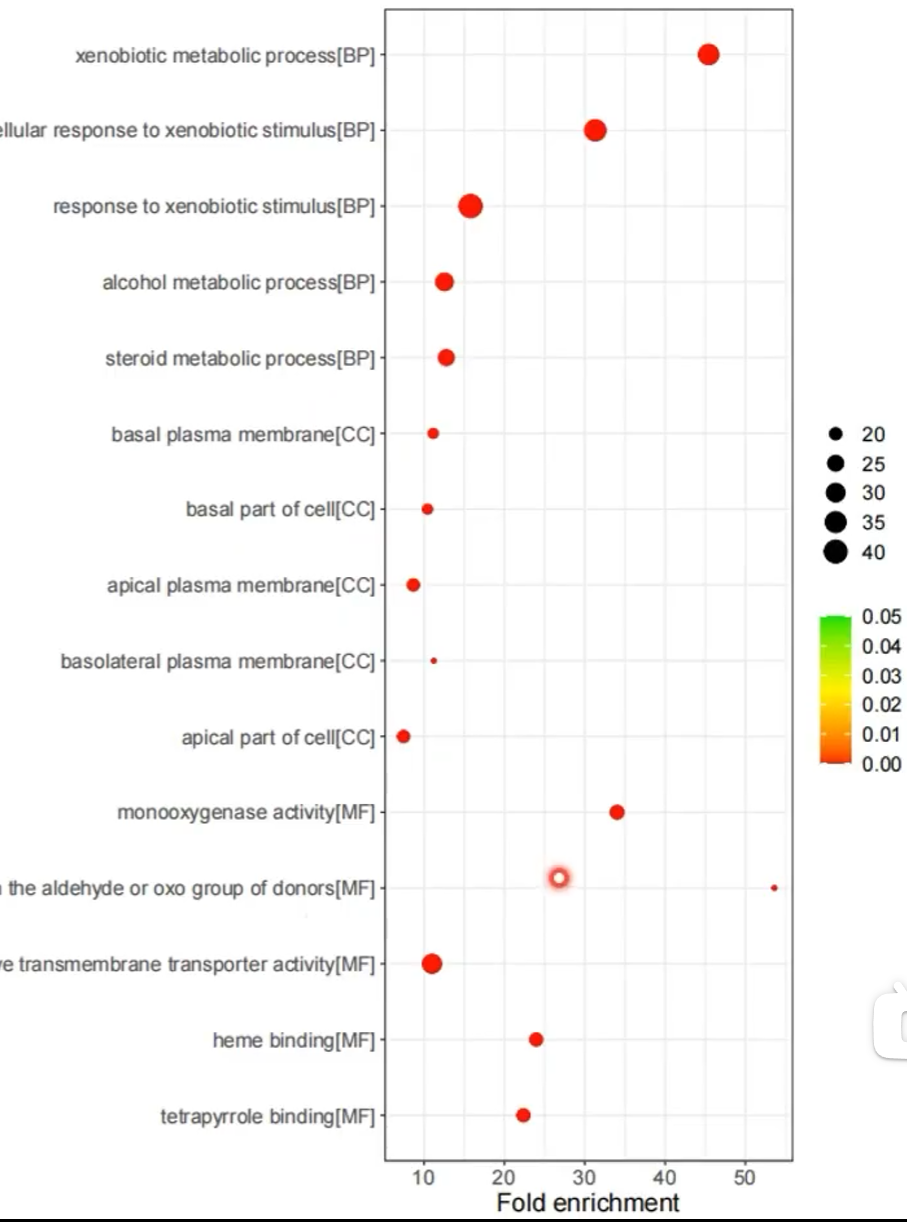 xenobiotic metabolic process[BP]
ellular response to xenobiotic stimulus[BP]
response to xenobiotic stimulus[BP]
alcohol metabolic process[BP]
steroid metabolic process[BP]
basal plasma membrane[CC]
basal part of cell[CC]
apical plasma membrane[CC]
basolateral plasma membrane[CC]
apical part of cell[CC]
monooxygenase activity[MF]
the aldehyde or oxo group of donors[MF]
e transmembrane transporter activity[MF]
heme binding[MF]
tetrapyrrole binding[MF]
10 20 30 40 50
Fold enrichment
20
25
30
35
40
0.05
0.04
0.03
0.02
0.01
0.00